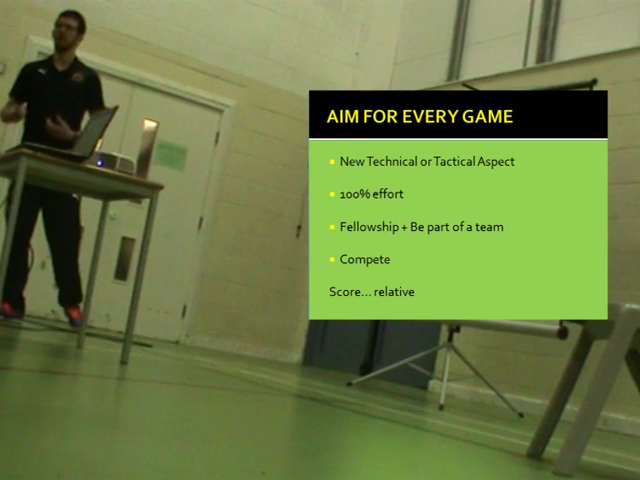 AIM FOR EVERY GAME
New Technical or Tactical Aspect
100% effort
Fellowship + Be part of a team
Compete
Score... relative